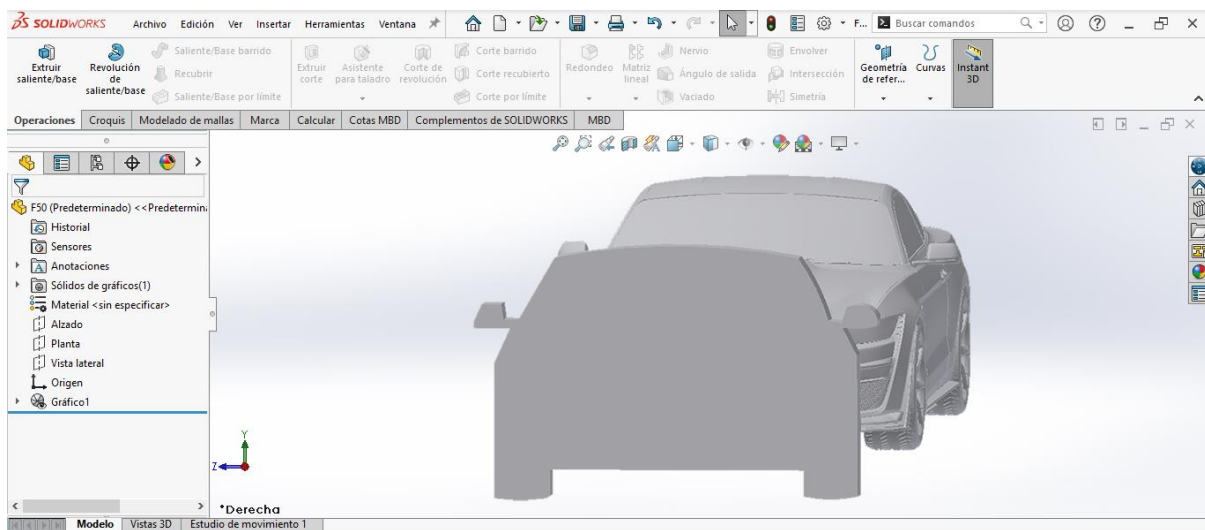 SOLIDWORKS Archivo Edición Ver Insertar Herramientas Ventana F... Buscar comandos
Extruir saliente/base
Revolución de saliente/base
Saliente/Base barrido
Recubrir
Saliente/Base por límite
Extruir corte
Asistente para taladro
Corte de revolución
Corte barrido
Corte recubierto
Corte por límite
Redondeo
Matriz lineal
Nervio
Ángulo de salida
Vaciado
Envolver
Intersección
Simetría
Geometría de refer...
Curvas
Instant 3D
Operaciones Croquis Modelado de mallas Marca Calcular Cotas MBD Complementos de SOLIDWORKS MBD
F50 (Predeterminado) <<Predetermin
Historial
Sensores
Anotaciones
Sólidos de gráficos(1)
Material <sin especificar>
Alzado
Planta
Vista lateral
Origen
Gráfico1
Y
Z
*Derecha
Modelo Vistas 3D Estudio de movimiento 1